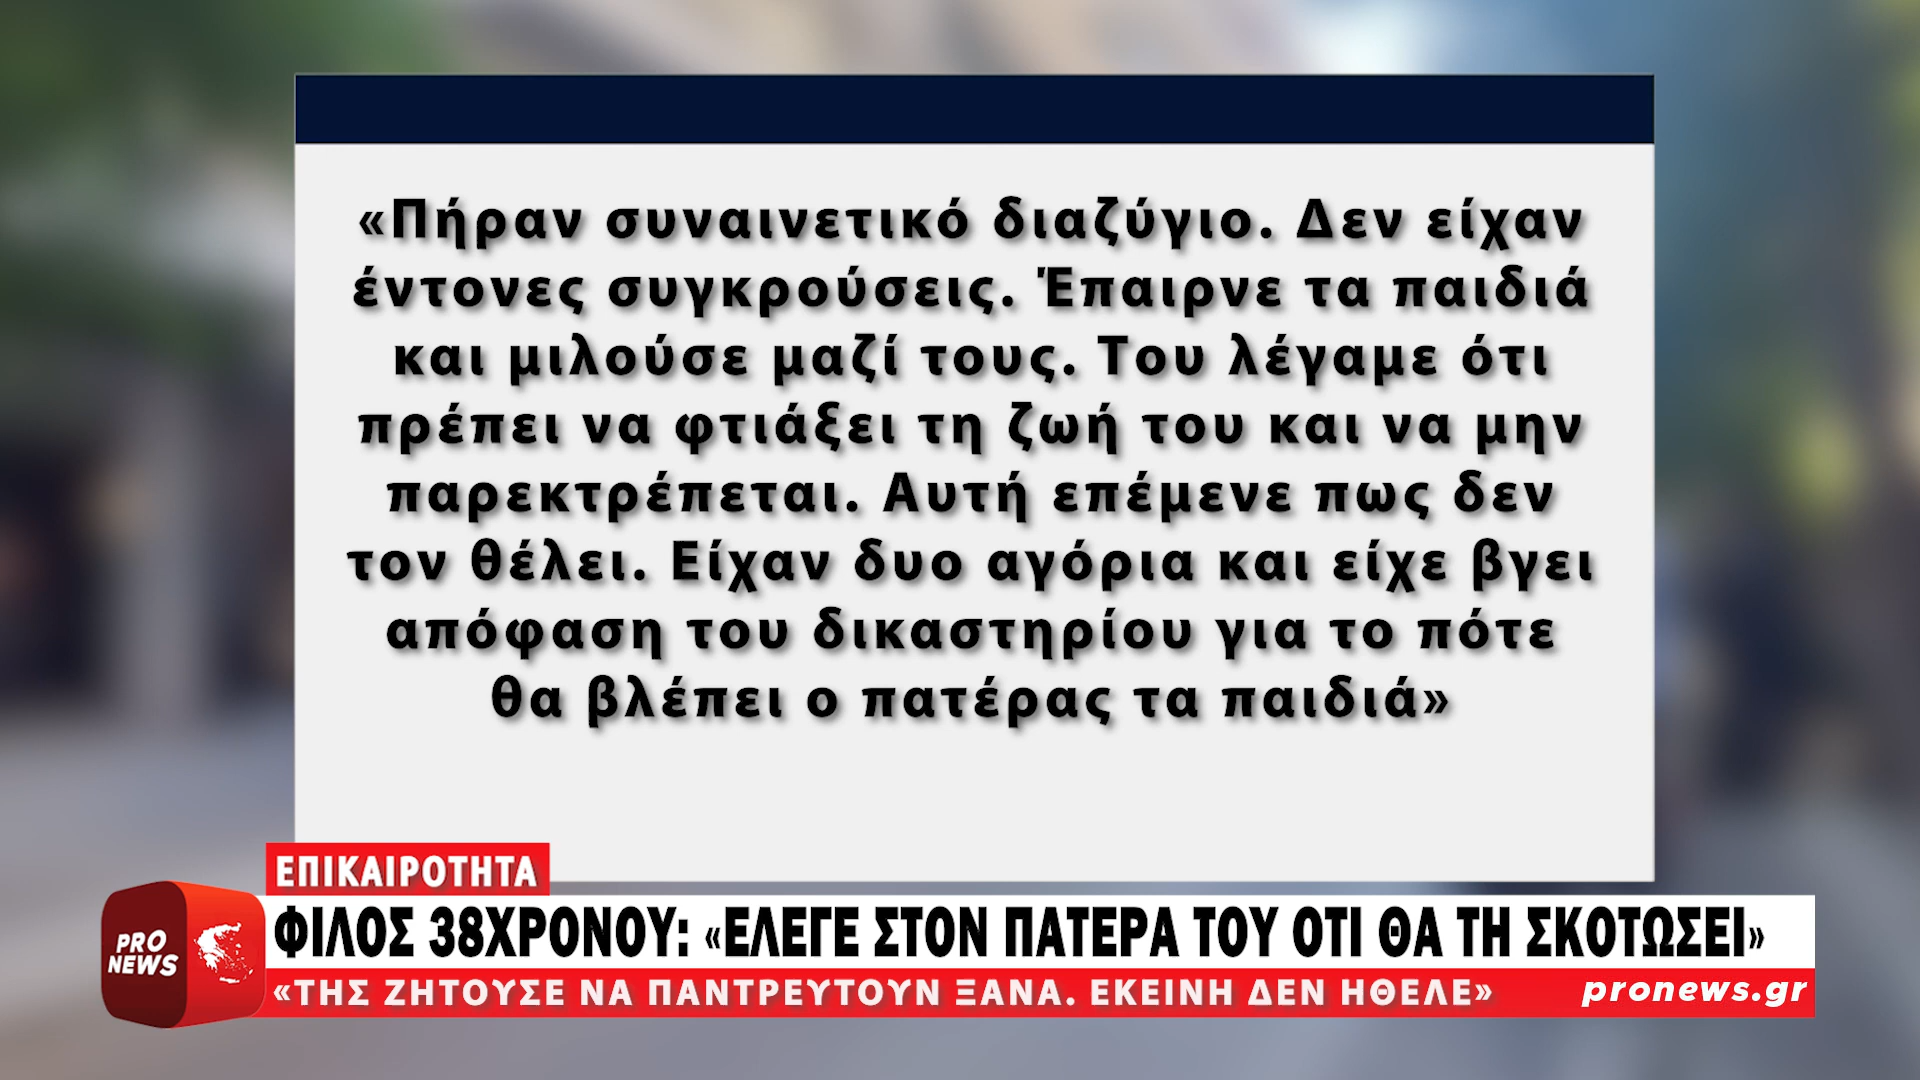 «Πήραν συναινετικό διαζύγιο. Δεν είχαν
έντονες συγκρούσεις. Έπαιρνε τα παιδιά
και μιλούσε μαζί τους. Του λέγαμε ότι
πρέπει να φτιάξει τη ζωή του και να μην
παρεκτρέπεται. Αυτή επέμενε πως δεν
τον θέλει. Είχαν δυο αγόρια και είχε βγει
απόφαση του δικαστηρίου για το πότε
θα βλέπει ο πατέρας τα παιδιά»
ΕΠΙΚΑΙΡΟΤΗΤΑ
ΦΙΛΟΣ 38ΧΡΟΝΟΥ: «ΕΛΕΓΕ ΣΤΟΝ ΠΑΤΕΡΑ ΤΟΥ ΟΤΙ ΘΑ ΤΗ ΣΚΟΤΩΣΕΙ»
PRO
NEWS
«ΤΗΣ ΖΗΤΟΥΣΕ ΝΑ ΠΑΝΤΡΕΥΤΟΥΝ ΞΑΝΑ. ΕΚΕΙΝΗ ΔΕΝ ΗΘΕΛΕ»
pronews.gr